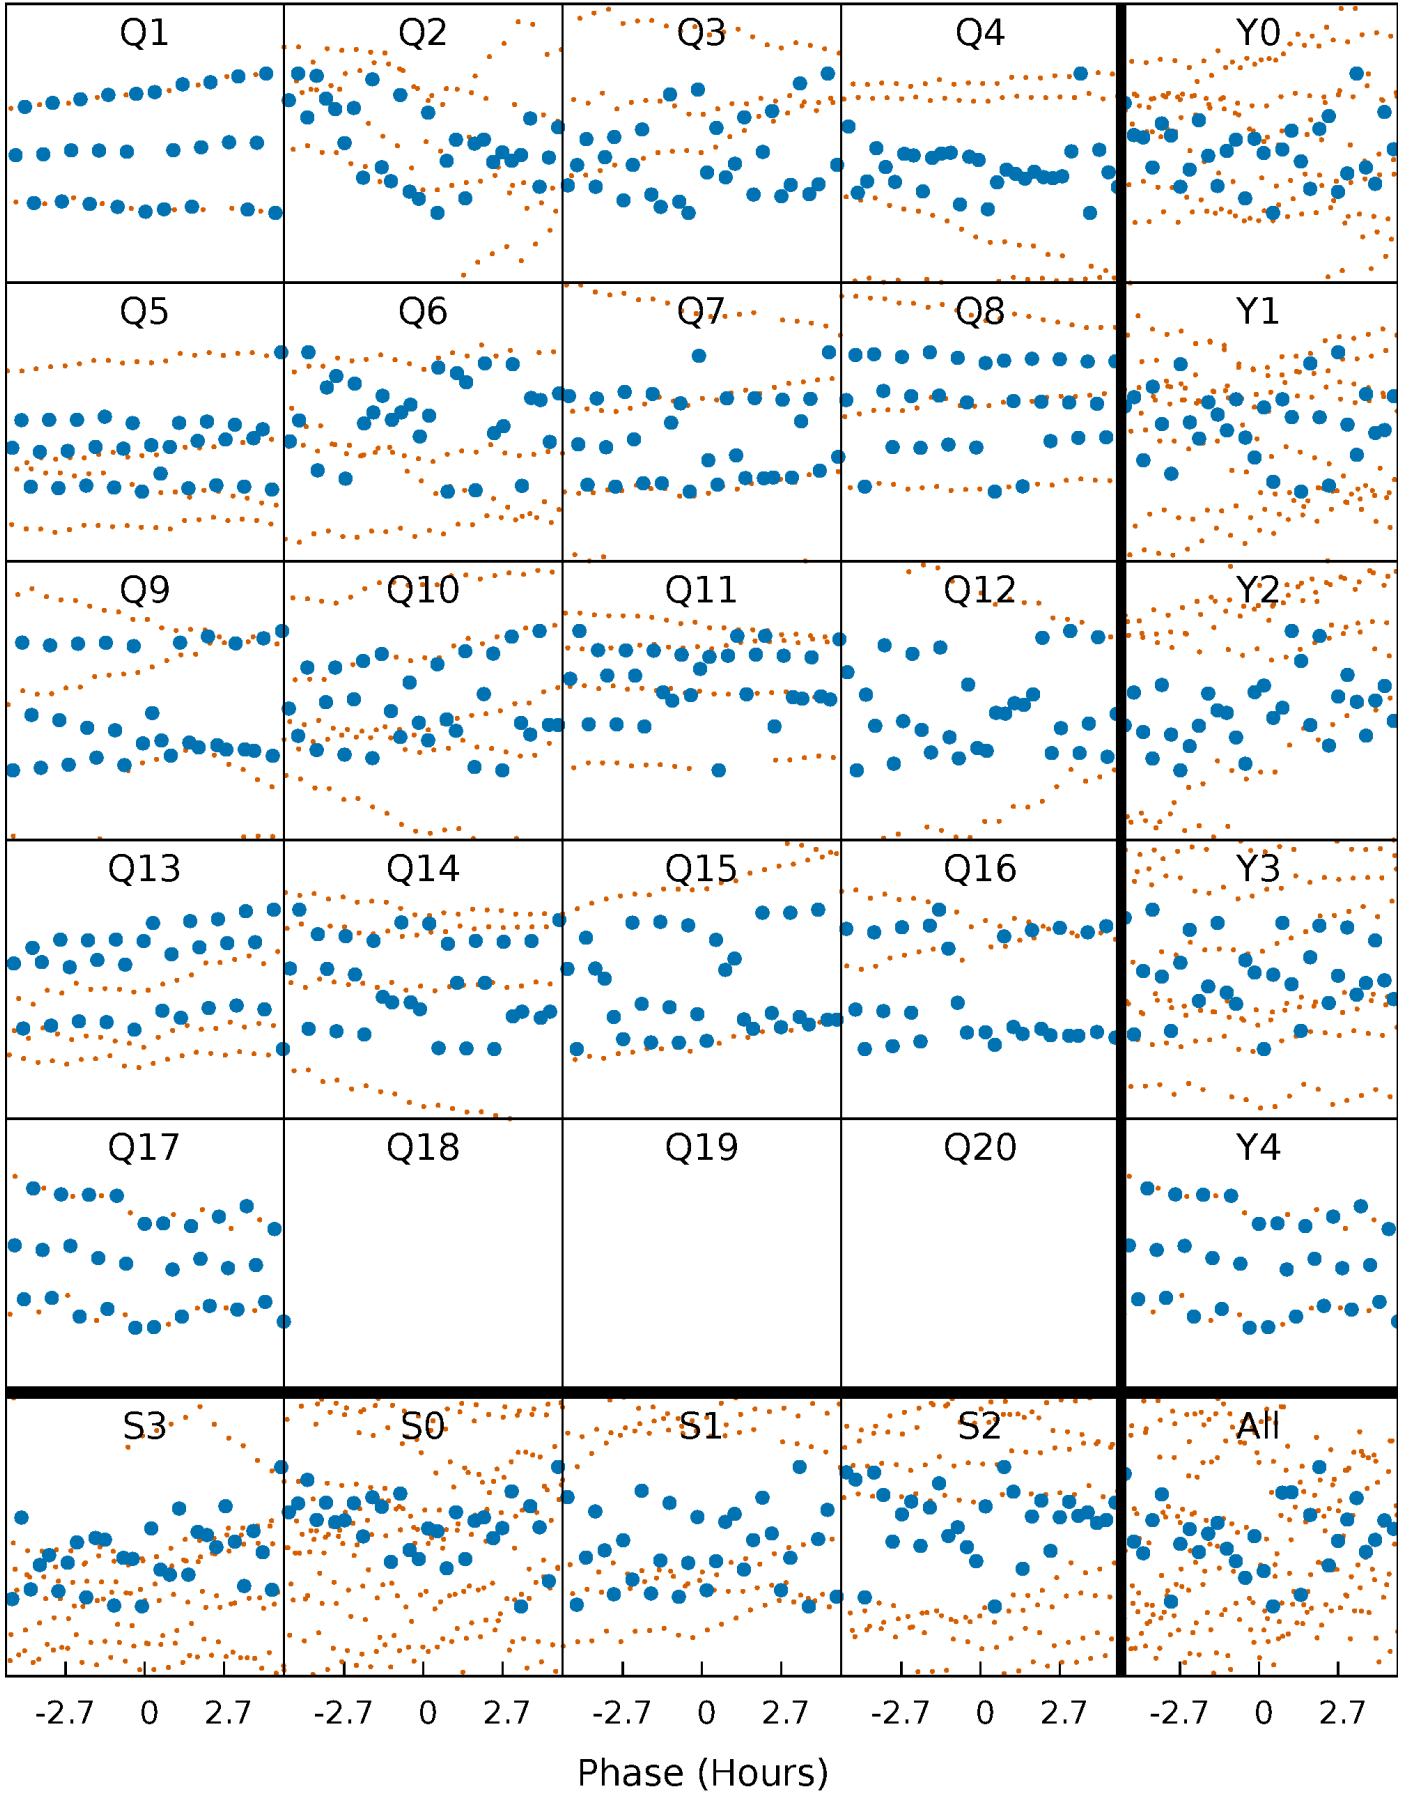 Q1 Q2 Q3 Q4 Y0
Q5 Q6 Q7 Q8 Y1
Q9 Q10 Q11 Q12 Y2
Q13 Q14 Q15 Q16 Y3
Q17 Q18 Q19 Q20 Y4
S3 S0 S1 S2 All
-2.7 0 2.7 -2.7 0 2.7 -2.7 0 2.7 -2.7 0 2.7 -2.7 0 2.7
Phase (Hours)